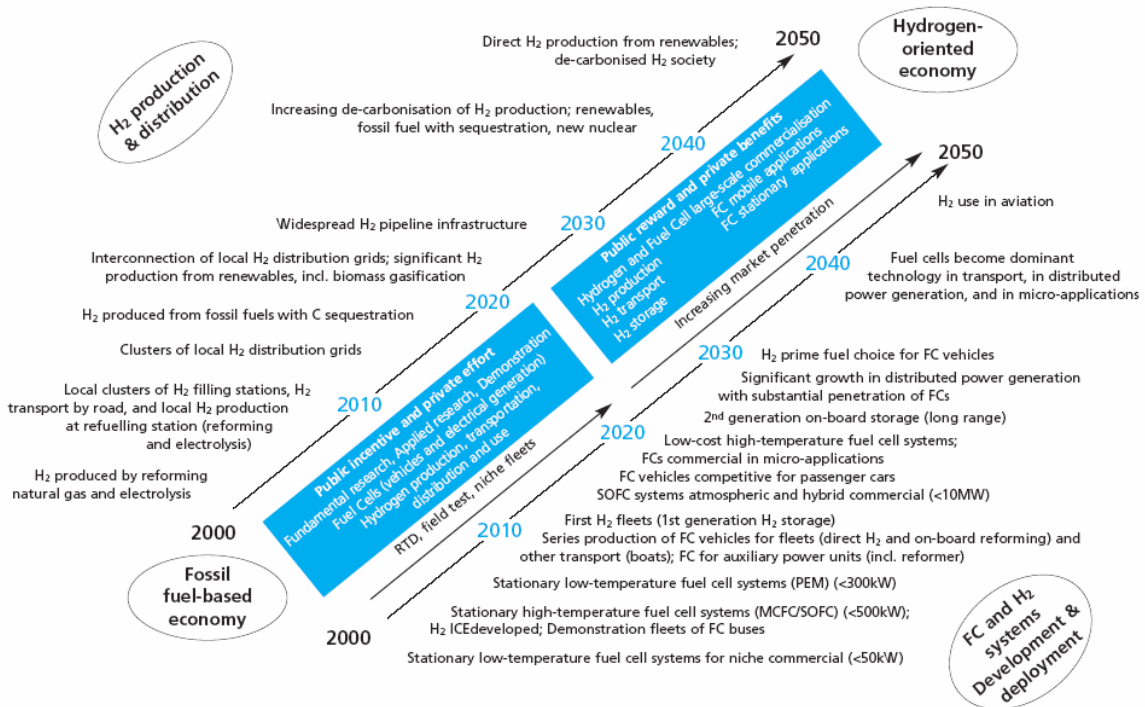 H2 production
& distribution
Direct H2 production from renewables;
de-carbonised H2 society
2050
Hydrogen-
oriented
economy
Increasing de-carbonisation of H2 production; renewables,
fossil fuel with sequestration, new nuclear
2040
Widespread H2 pipeline infrastructure
2030
Interconnection of local H2 distribution grids; significant H2
production from renewables, incl. biomass gasification
2020
H2 produced from fossil fuels with C sequestration
Clusters of local H2 distribution grids
Local clusters of H2 filling stations, H2
transport by road, and local H2 production
at refuelling station (reforming
and electrolysis)
2010
H2 produced by reforming
natural gas and electrolysis
2000
Fossil
fuel-based
economy
Public incentive and private effort
Fundamental research, Applied research, Demonstration
Fuel Cells (vehicles and electrical generation)
Hydrogen production, transportation,
distribution and use
Public reward and private benefits
Hydrogen and Fuel Cell large-scale commercialisation
H2 production
FC mobile applications
H2 transport
FC stationary applications
H2 storage
RTD, field test, niche fleets
Increasing market penetration
2050
H2 use in aviation
2040
Fuel cells become dominant
technology in transport, in distributed
power generation, and in micro-applications
2030
H2 prime fuel choice for FC vehicles
Significant growth in distributed power generation
with substantial penetration of FCs
2nd generation on-board storage (long range)
2020
Low-cost high-temperature fuel cell systems;
FCs commercial in micro-applications
FC vehicles competitive for passenger cars
SOFC systems atmospheric and hybrid commercial (<10MW)
2010
First H2 fleets (1st generation H2 storage)
Series production of FC vehicles for fleets (direct H2 and on-board reforming) and
other transport (boats); FC for auxiliary power units (incl. reformer)
Stationary low-temperature fuel cell systems (PEM) (<300kW)
2000
Stationary high-temperature fuel cell systems (MCFC/SOFC) (<500kW);
H2 ICEdeveloped; Demonstration fleets of FC buses
Stationary low-temperature fuel cell systems for niche commercial (<50kW)
FC and H2
systems
Development &
deployment